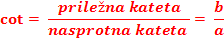 cot = priležna kateta / nasprotna kateta = b / a